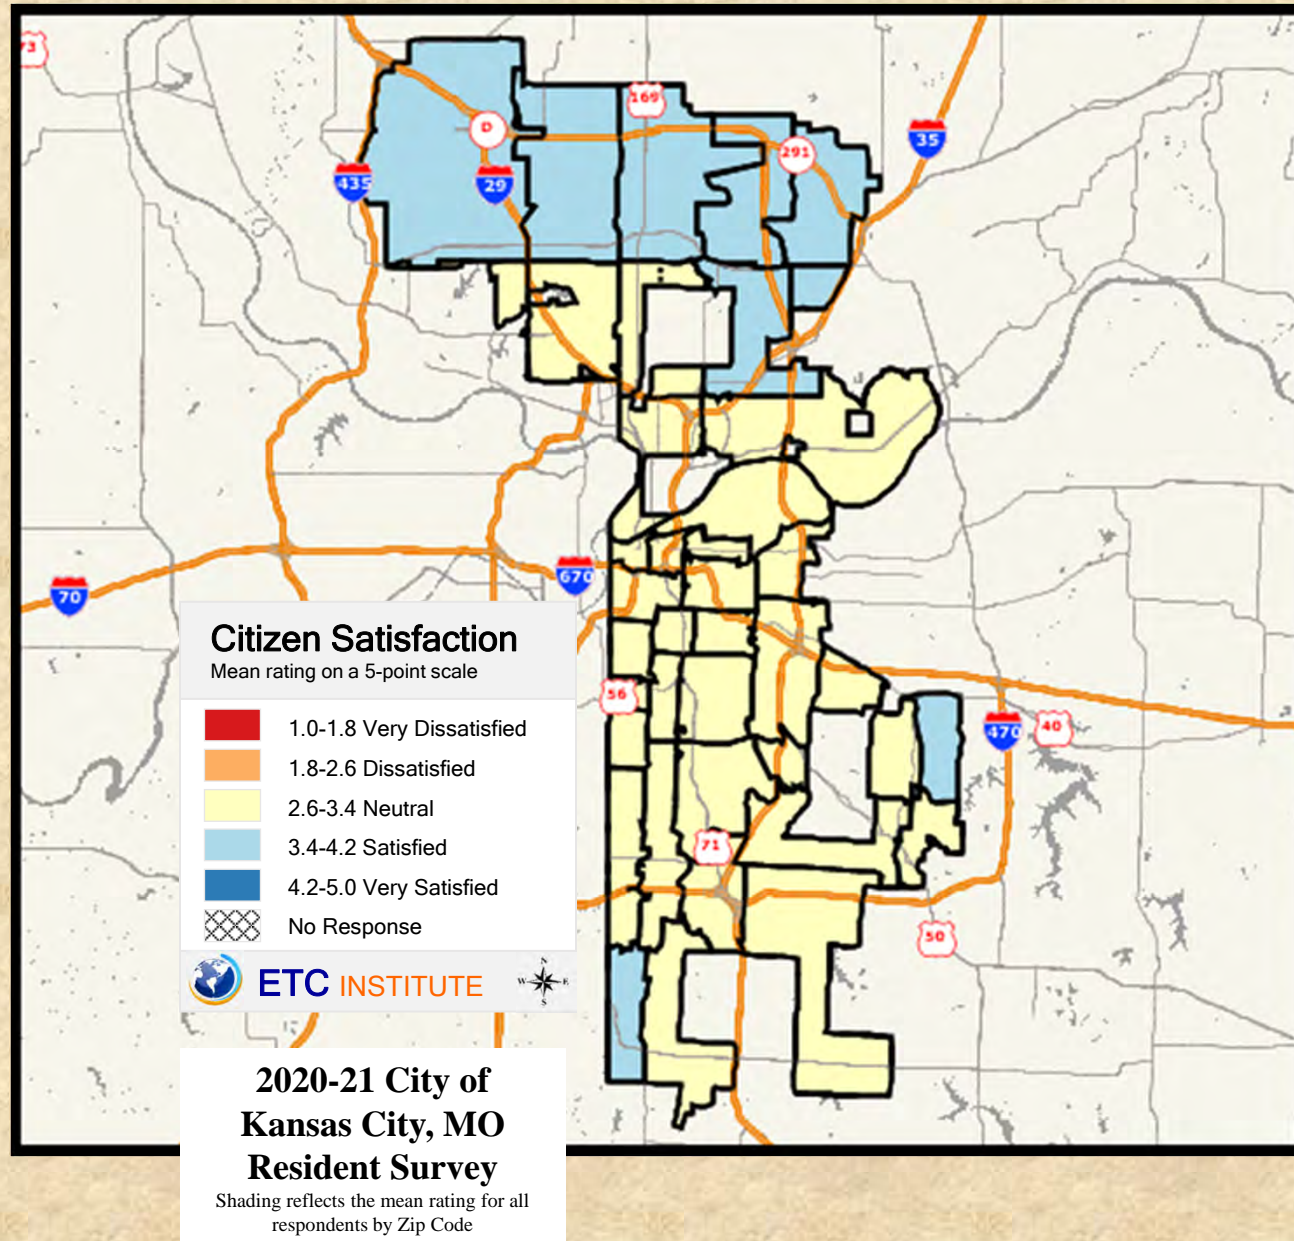 73
169
D
291
35
435
29
70
670
56
470
40
71
50
Citizen Satisfaction
Mean rating on a 5-point scale
1.0-1.8 Very Dissatisfied
1.8-2.6 Dissatisfied
2.6-3.4 Neutral
3.4-4.2 Satisfied
4.2-5.0 Very Satisfied
No Response
ETC INSTITUTE
N
W E
S
2020-21 City of
Kansas City, MO
Resident Survey
Shading reflects the mean rating for all
respondents by Zip Code